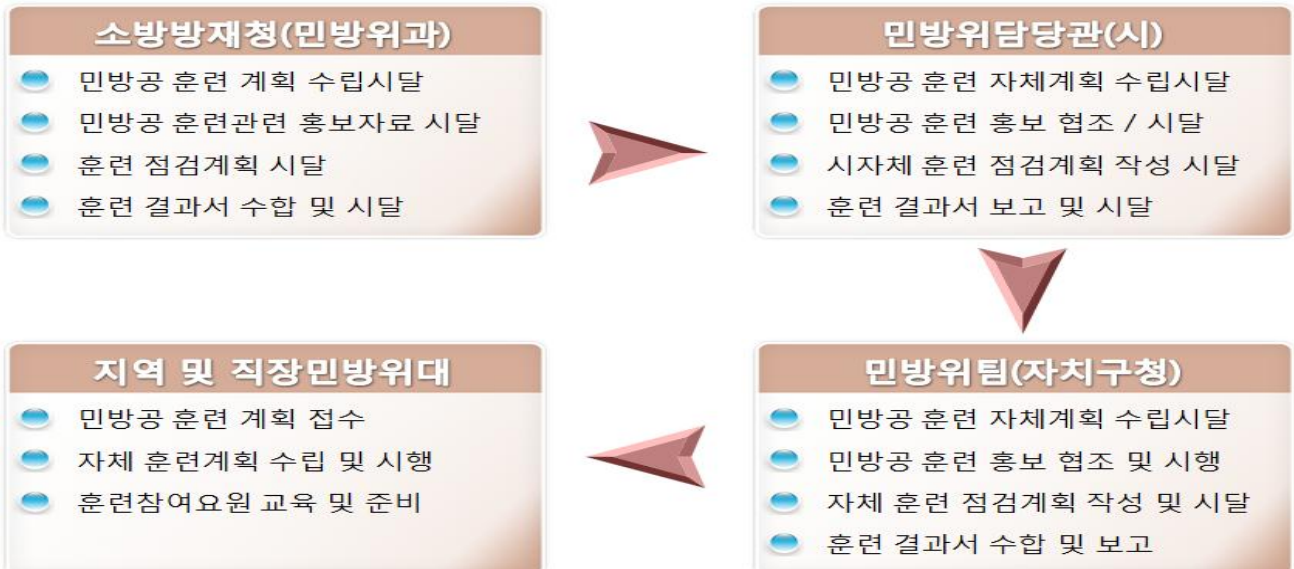 소방방재청(민방위과)
민방공 훈련 계획 수립시달
민방공 훈련관련 홍보자료 시달
훈련 점검계획 시달
훈련 결과서 수합 및 시달
민방위담당관(시)
민방공 훈련 자체계획 수립시달
민방공 훈련 홍보 협조 / 시달
시자체 훈련 점검계획 작성 시달
훈련 결과서 보고 및 시달
민방위팀(자치구청)
민방공 훈련 자체계획 수립시달
민방공 훈련 홍보 협조 및 시행
자체 훈련 점검계획 작성 및 시달
훈련 결과서 수합 및 보고
지역 및 직장민방위대
민방공 훈련 계획 접수
자체 훈련계획 수립 및 시행
훈련참여요원 교육 및 준비